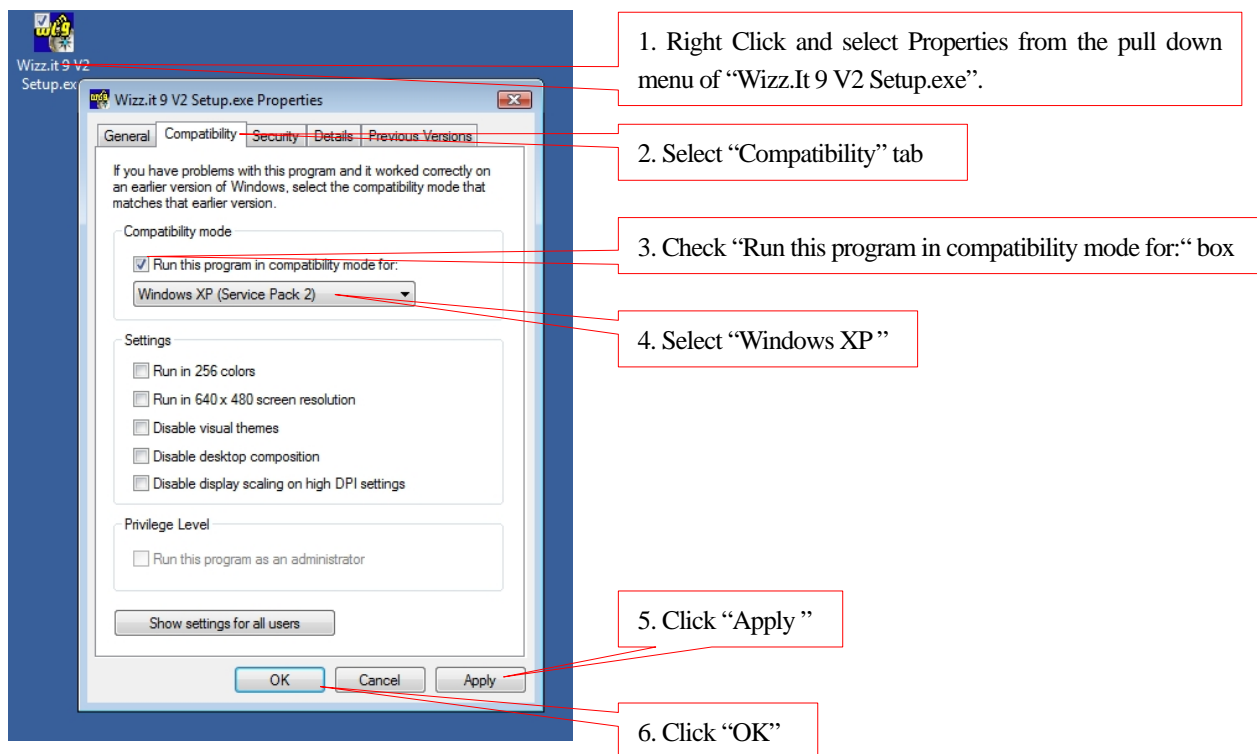 Wizz.it 9 V2
Setup.ex
Wizz.it 9 V2 Setup.exe Properties
General Compatibility Security Details Previous Versions
If you have problems with this program and it worked correctly on
an earlier version of Windows, select the compatibility mode that
matches that earlier version.
Compatibility mode
Run this program in compatibility mode for:
Windows XP (Service Pack 2)
Settings
Run in 256 colors
Run in 640 x 480 screen resolution
Disable visual themes
Disable desktop composition
Disable display scaling on high DPI settings
Privilege Level
Run this program as an administrator
Show settings for all users
OK Cancel Apply
1. Right Click and select Properties from the pull down
menu of “Wizz.It 9 V2 Setup.exe”.
2. Select “Compatibility” tab
3. Check “Run this program in compatibility mode for:“ box
4. Select “Windows XP ”
5. Click “Apply ”
6. Click “OK”